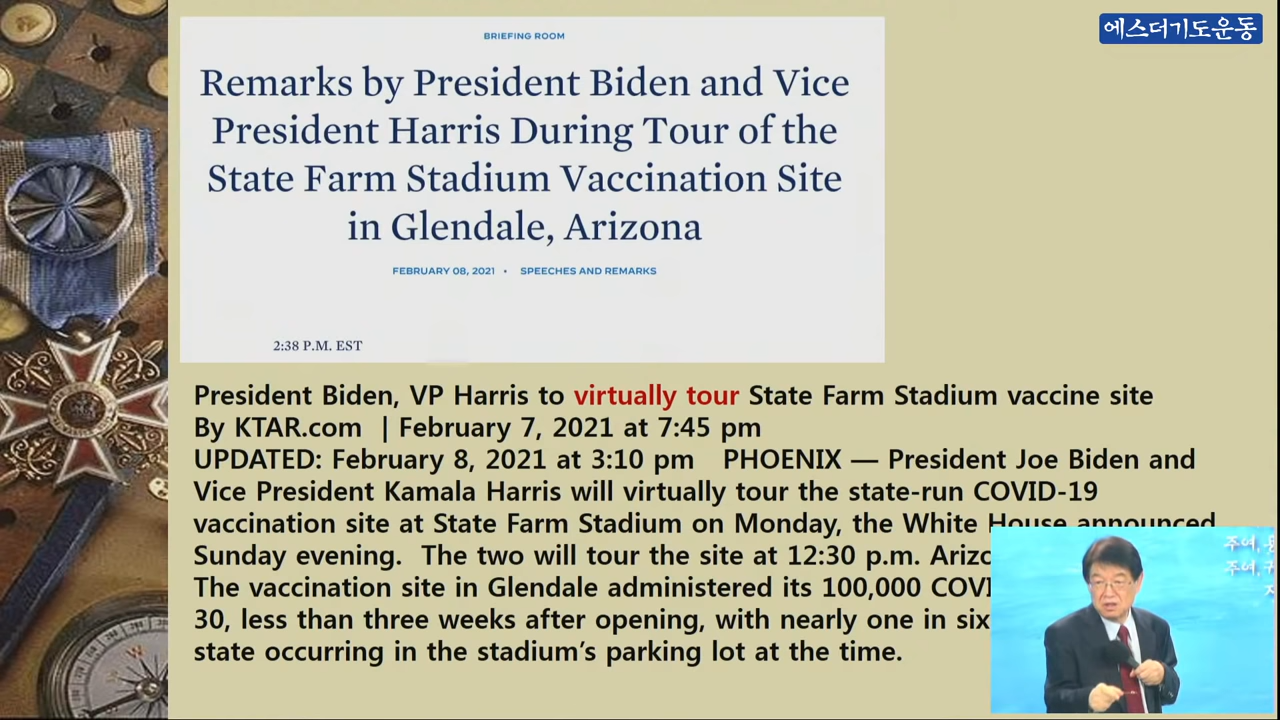 에스더기도운동
BRIEFING ROOM
Remarks by President Biden and Vice
President Harris During Tour of the
State Farm Stadium Vaccination Site
in Glendale, Arizona
FEBRUARY 08, 2021 • SPEECHES AND REMARKS
2:38 P.M. EST
President Biden, VP Harris to virtually tour State Farm Stadium vaccine site
By KTAR.com | February 7, 2021 at 7:45 pm
UPDATED: February 8, 2021 at 3:10 pm PHOENIX — President Joe Biden and
Vice President Kamala Harris will virtually tour the state-run COVID-19
vaccination site at State Farm Stadium on Monday, the White House announced
Sunday evening. The two will tour the site at 12:30 p.m.
The vaccination site in Glendale administered its 100,000
30, less than three weeks after opening, with nearly one in six
state occurring in the stadium’s parking lot at the time.
주여,
주여,